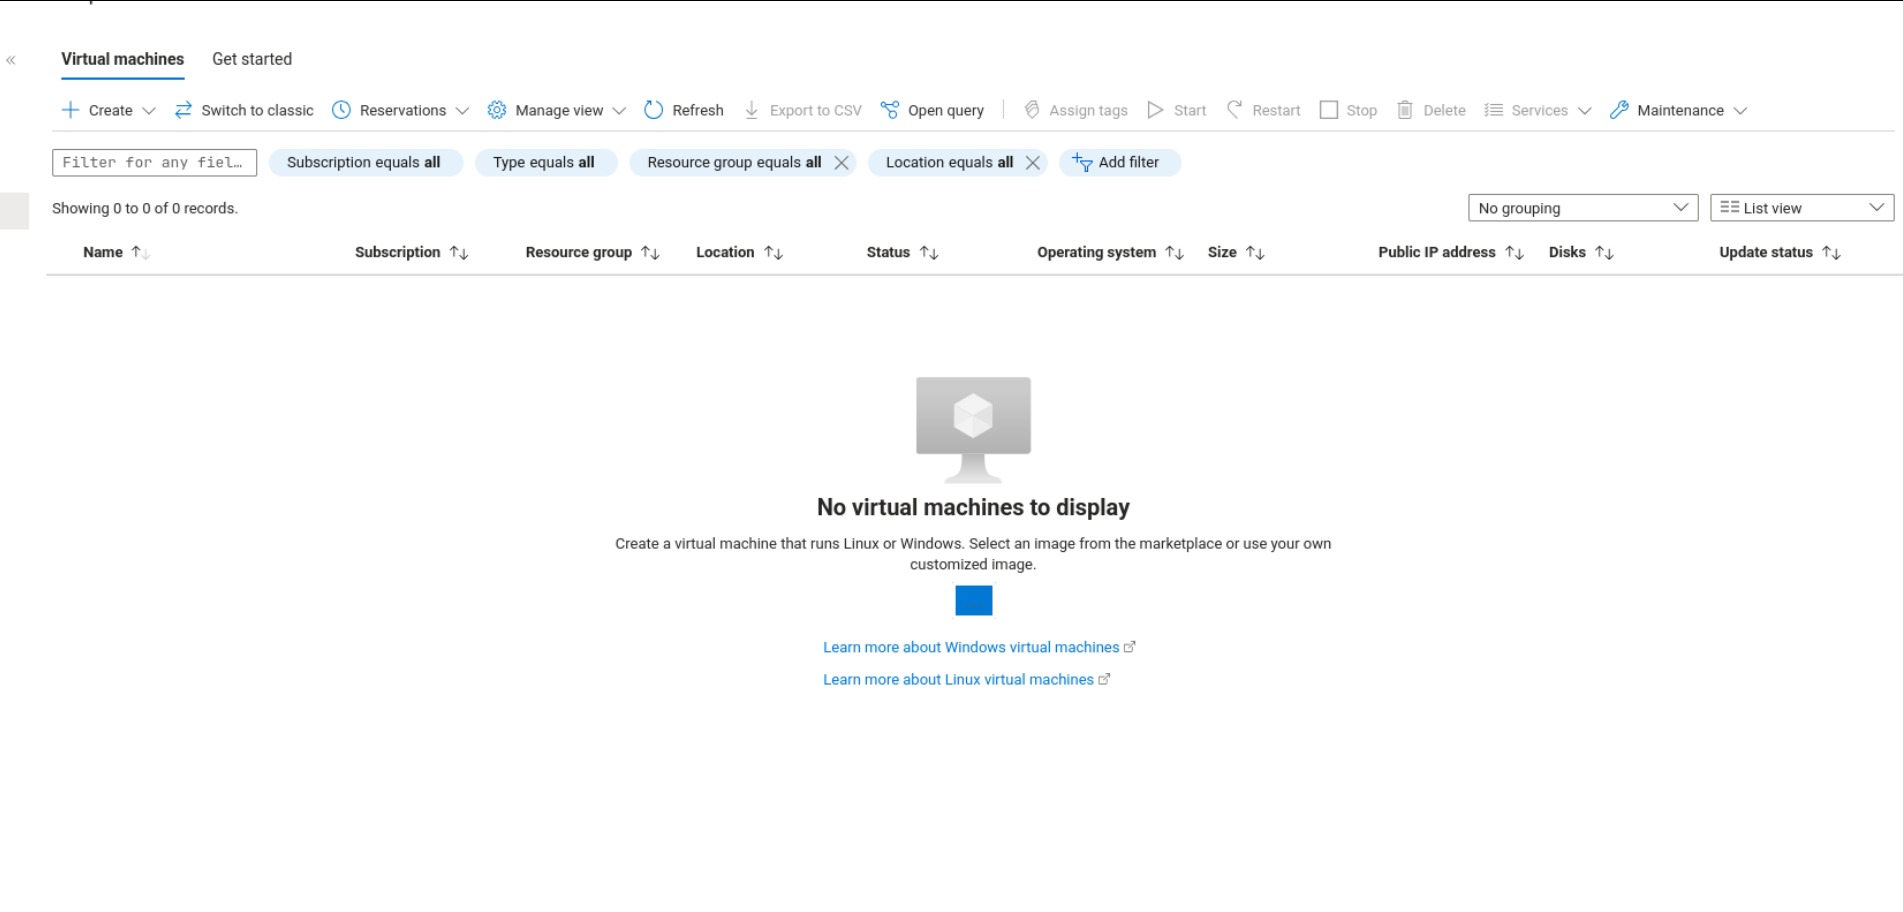 Virtual machines Get started
Create Switch to classic Reservations Manage view Refresh Export to CSV Open query Assign tags Start Restart Stop Delete Services Maintenance
Filter for any fiel... Subscription equals all Type equals all Resource group equals all Location equals all Add filter
Showing 0 to 0 of 0 records. No grouping List view
Name Subscription Resource group Location Status Operating system Size Public IP address Disks Update status
No virtual machines to display
Create a virtual machine that runs Linux or Windows. Select an image from the marketplace or use your own
customized image.
Learn more about Windows virtual machines
Learn more about Linux virtual machines